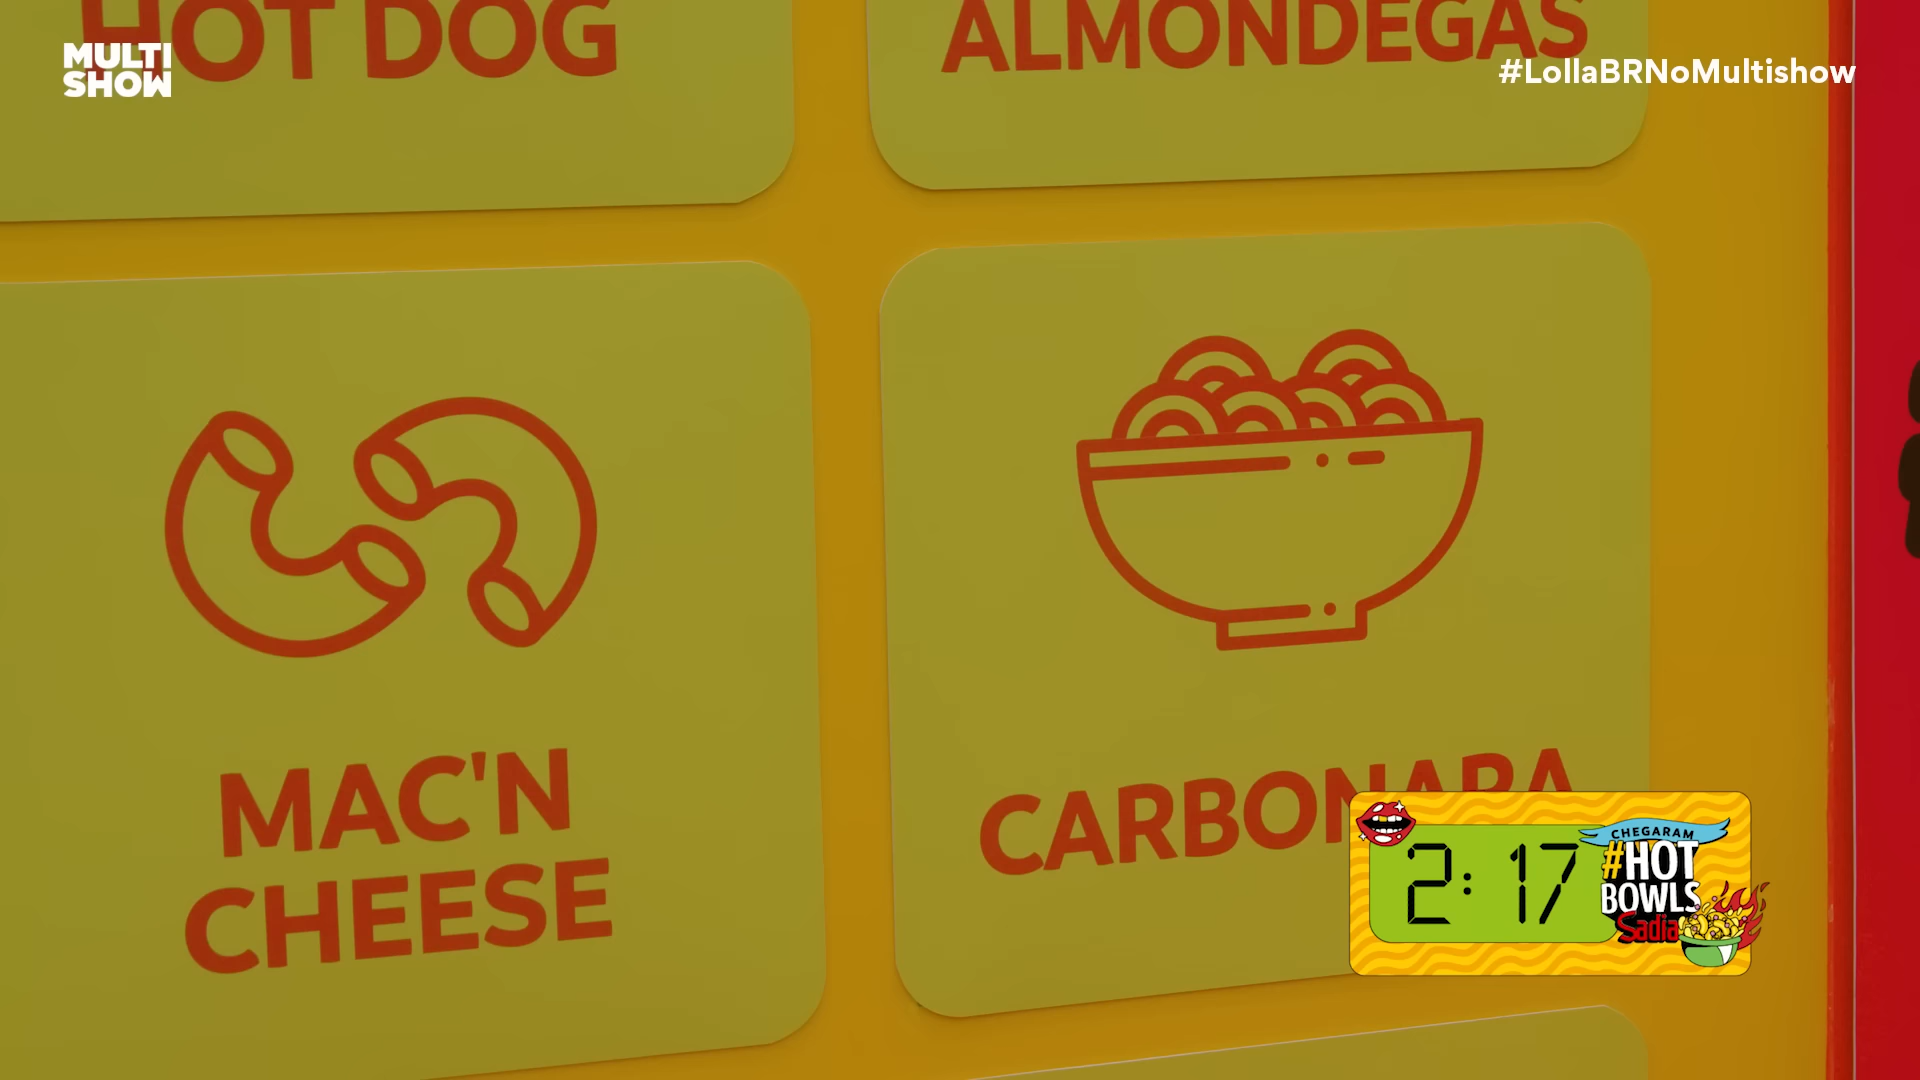 HOT DOG
ALMONDEGAS
MULTI
SHOW
#LollaBRNoMultishow
MAC'N
CHEESE
CARBONARA
2:17
CHEGARAM
#HOT
BOWLS
Sadia